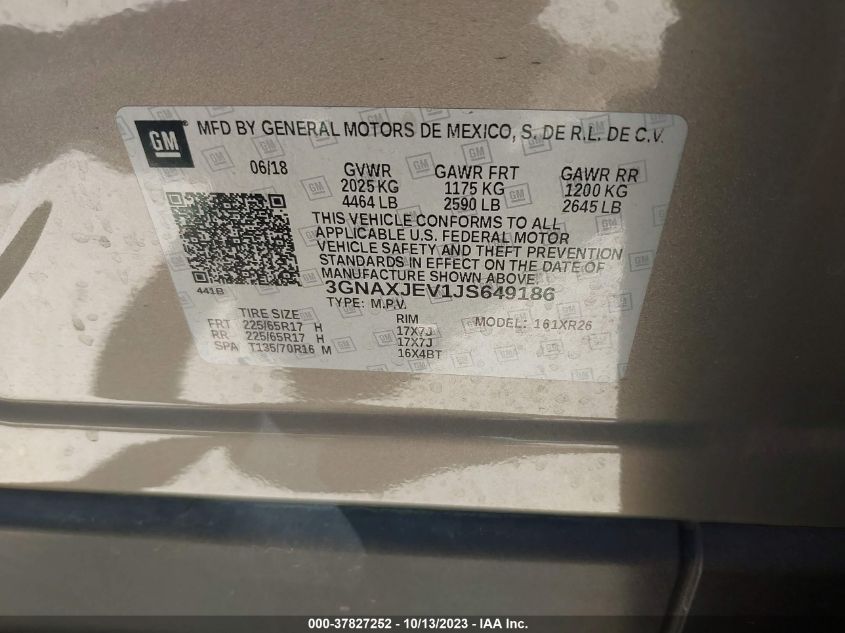 GM
MFD BY GENERAL MOTORS DE MEXICO, S. DE R.L. DE C.V.
06/18 GVWR GAWR FRT GAWR RR
2025 KG 1175 KG 1200 KG
4464 LB 2590 LB 2645 LB
THIS VEHICLE CONFORMS TO ALL
APPLICABLE U.S. FEDERAL MOTOR
VEHICLE SAFETY AND THEFT PREVENTION
STANDARDS IN EFFECT ON THE DATE OF
MANUFACTURE SHOWN ABOVE.
441B
3GNAXJEV1JS649186
TYPE: M.P.V.
TIRE SIZE RIM MODEL: 161XR26
FRT 225/65R17 H 17X7J
RR 225/65R17 H 17X7J
SPA T135/70R16 M 16X4BT
000-37827252 - 10/13/2023 - IAA Inc.